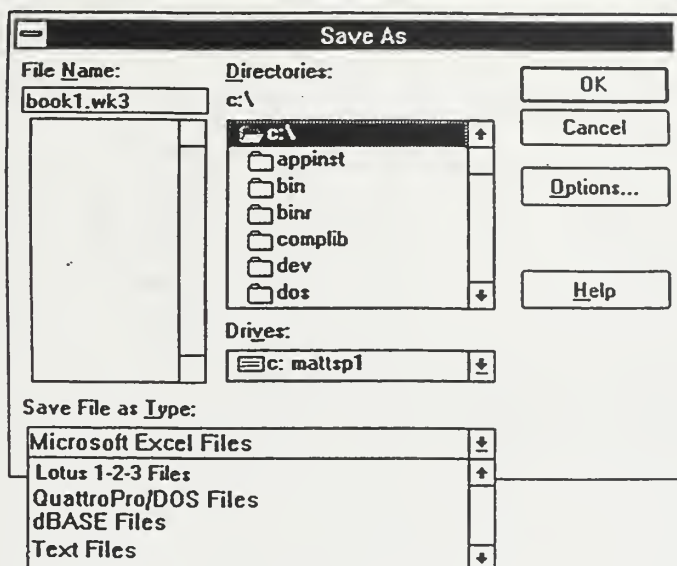 Save As
File Name:
book1.wk3
Directories:
c:\
c:\
appinst
bin
binr
complib
dev
dos
OK
Cancel
Options...
Help
Drives:
c: mattsp1
Save File as Type:
Microsoft Excel Files
Lotus 1-2-3 Files
QuattroPro/DOS Files
dBASE Files
Text Files